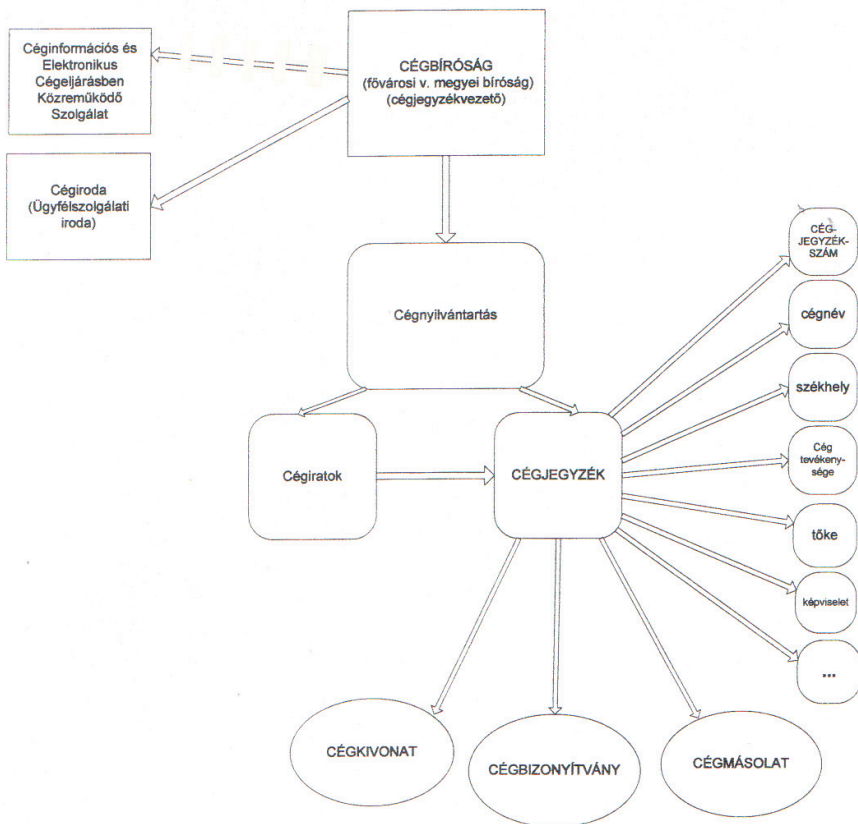 Céginformációs és
Elektronikus
Cégeljárásben
Közreműködő
Szolgálat
CÉGBÍRÓSÁG
(fővárosi v. megyei bíróság)
(cégjegyzékvezető)
Cégiroda
(Ügyfélszolgálati
iroda)
Cégnyilvántartás
CÉG-
JEGYZÉK-
SZÁM
cégnév
székhely
Cég
tevékeny-
sége
tőke
képviselet
...
Cégiratok
CÉGJEGYZÉK
CÉGKIVONAT
CÉGBIZONYÍTVÁNY
CÉGMÁSOLAT